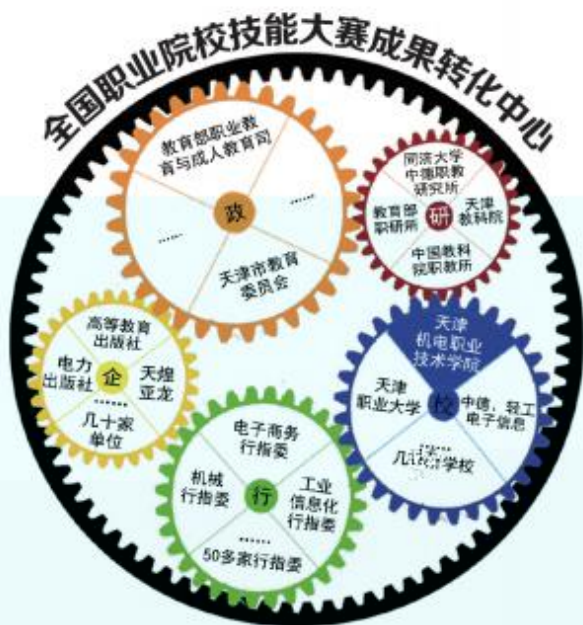 全国职业院校技能大赛成果转化中心
教育部职业教
育与成人教育司
……
政
……
天津市教育
委员会
同济大学
中德职教
研究所
教育部
职研所
研
天津
教科院
中国教科
院职教所
高等教育
出版社
电力
出版社
企
天煌
亚龙
……
几十家
单位
天津
机电职业
技术学院
天津
职业大学
校
中德、轻工
电子信息
……
学校
电子商务
行指委
机械
行指委
行
工业
信息化
行指委
……
50多家行指委